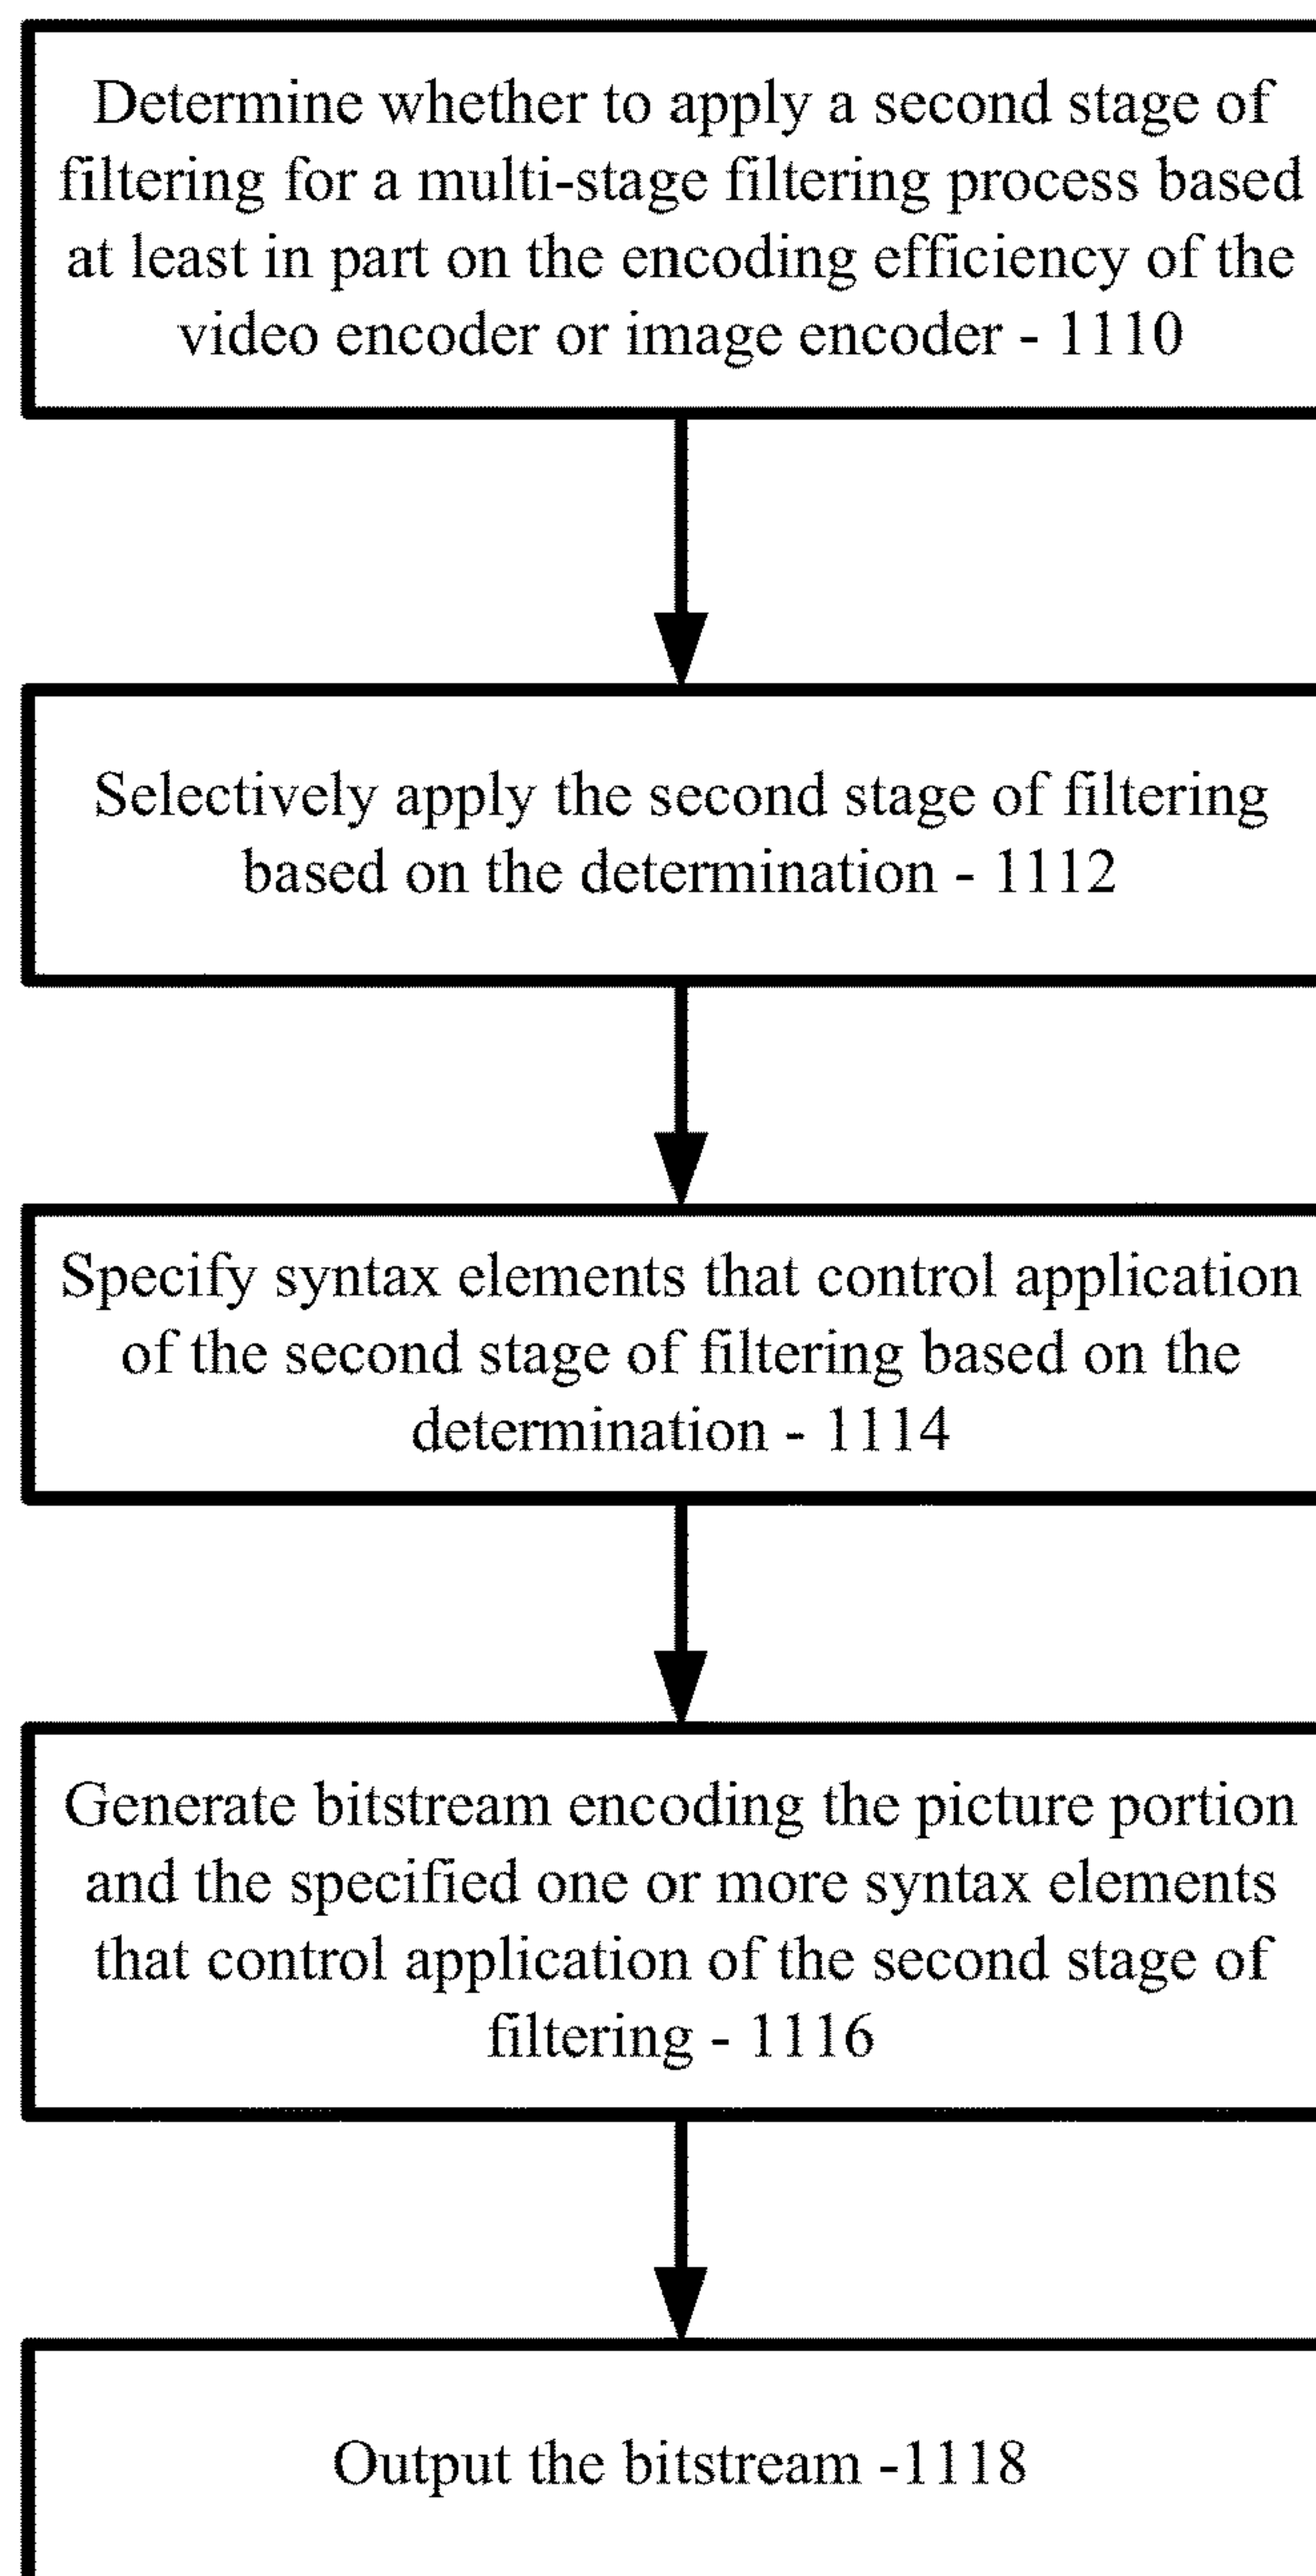 Determine whether to apply a second stage of
filtering for a multi-stage filtering process based
at least in part on the encoding efficiency of the
video encoder or image encoder - 1110
Selectively apply the second stage of filtering
based on the determination - 1112
Specify syntax elements that control application
of the second stage of filtering based on the
determination - 1114
Generate bitstream encoding the picture portion
and the specified one or more syntax elements
that control application of the second stage of
filtering - 1116
Output the bitstream -1118